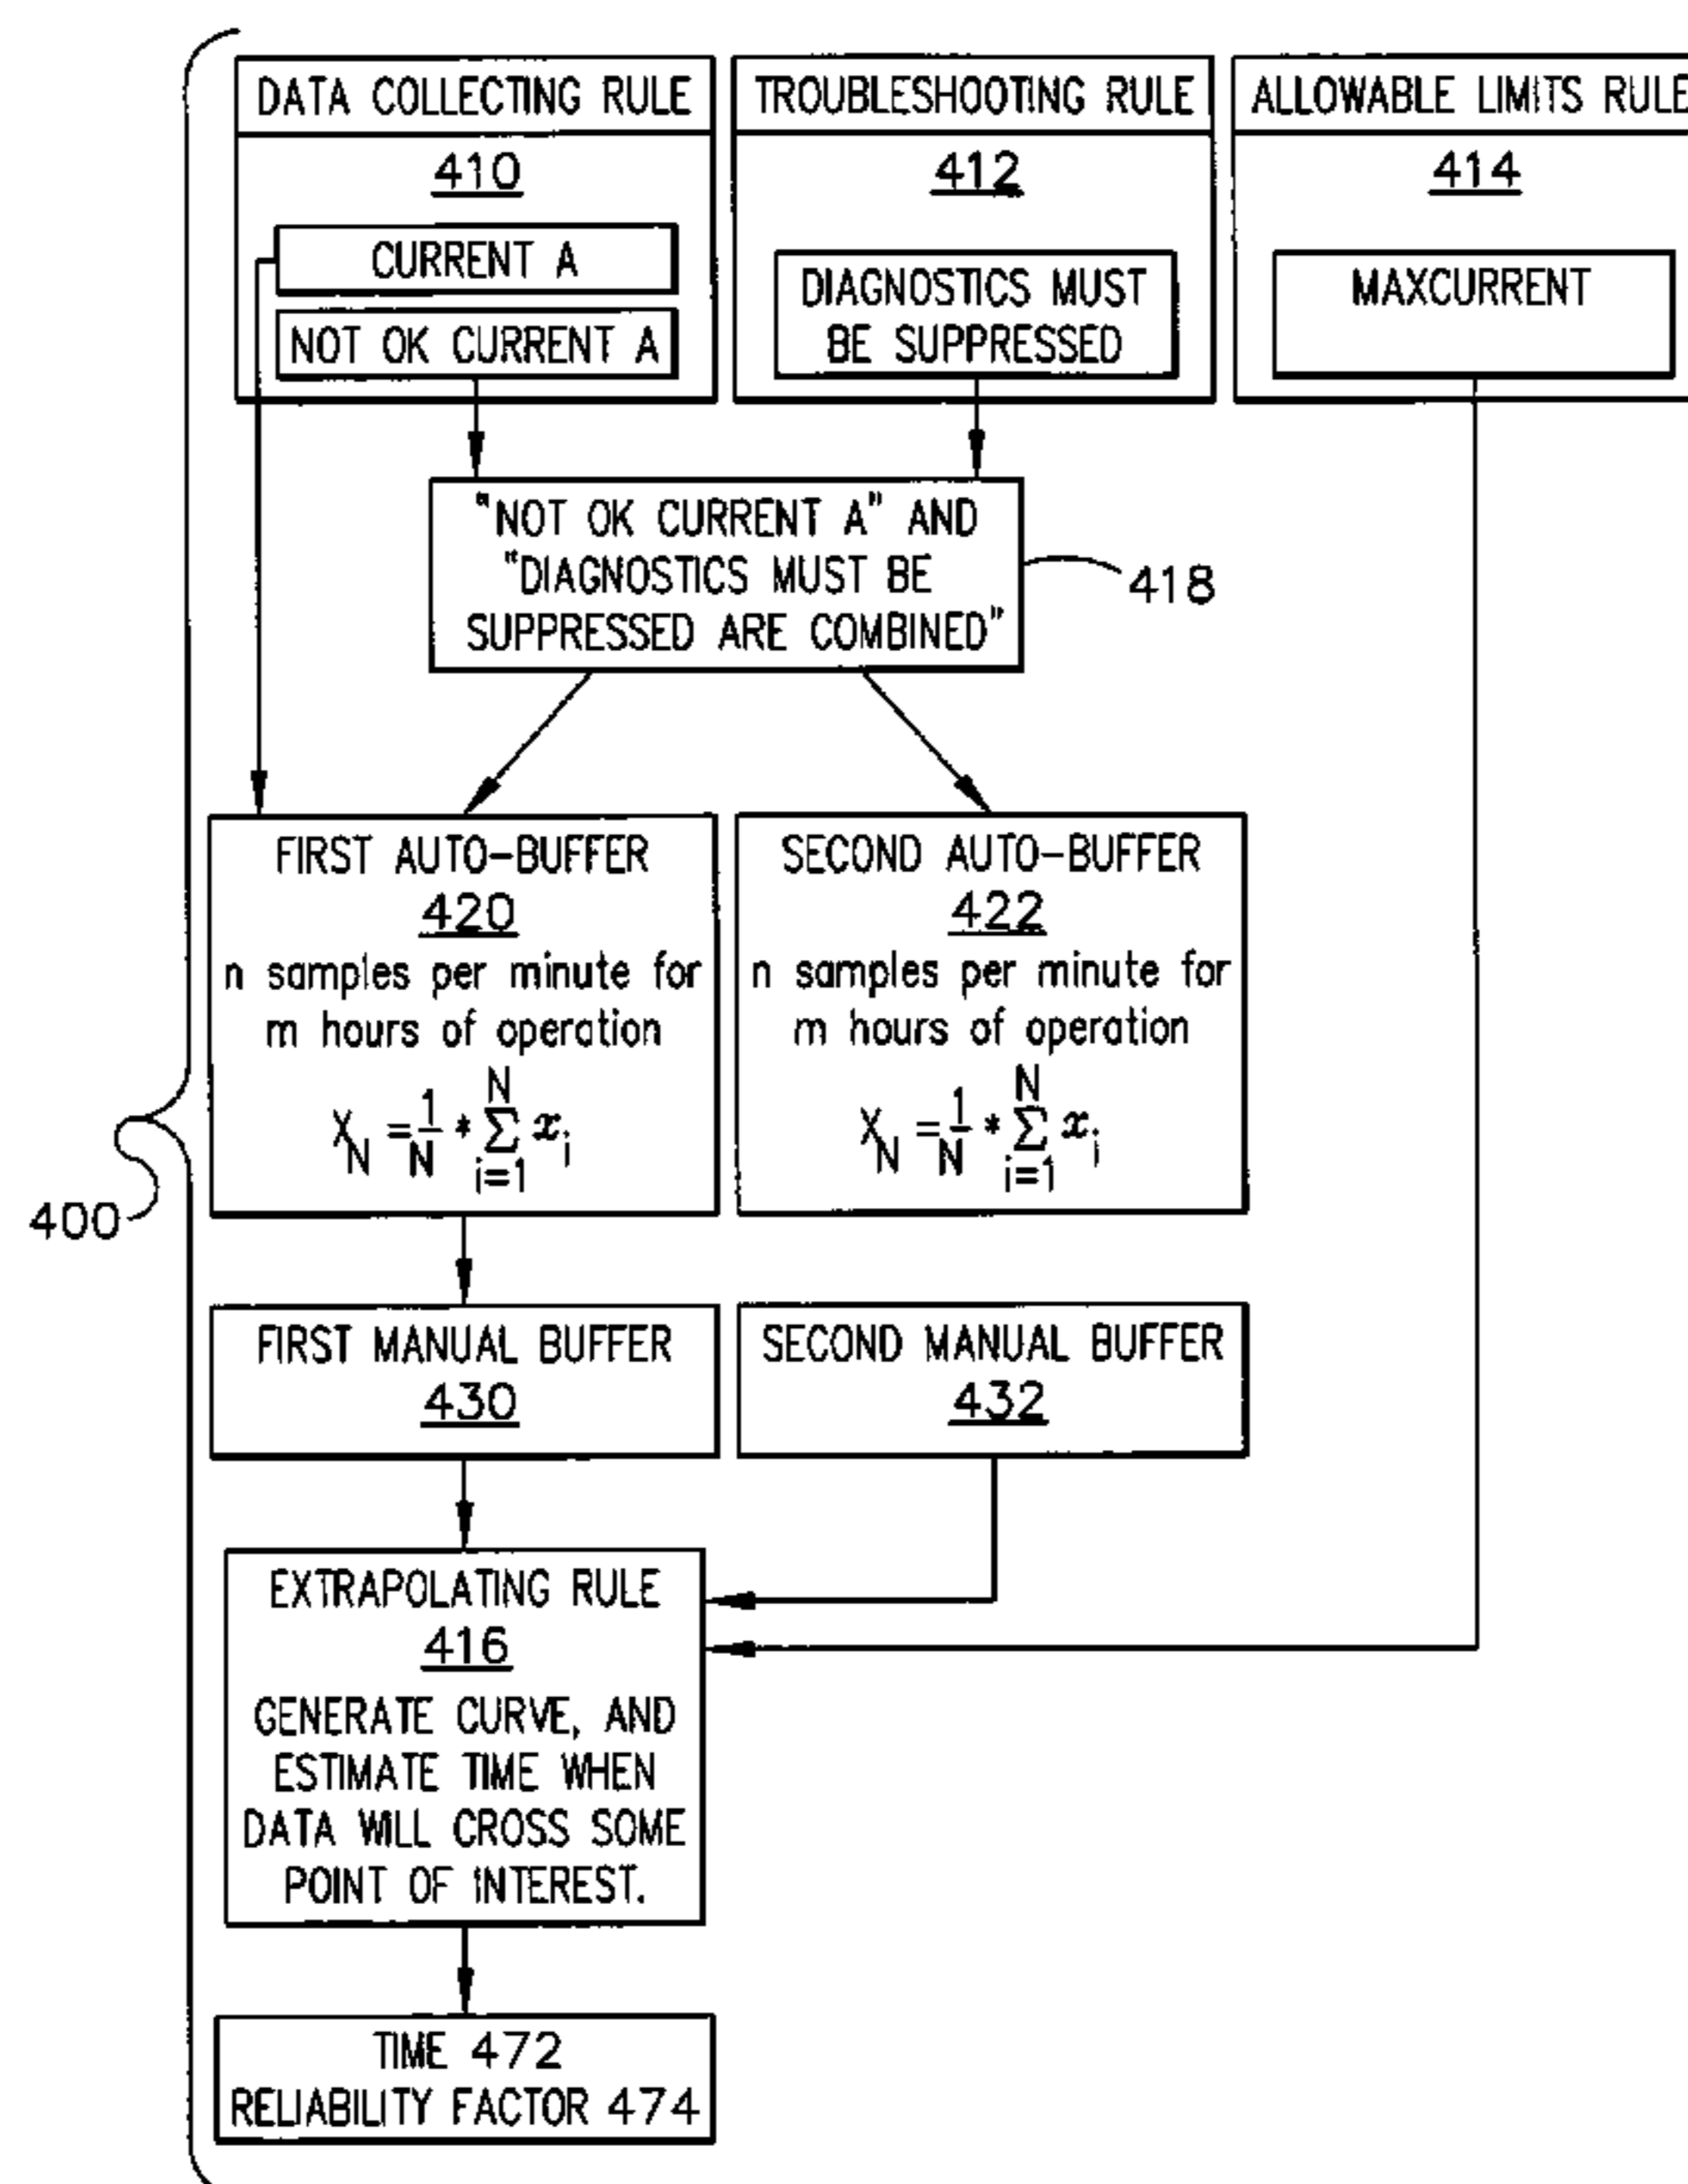 DATA COLLECTING RULE
410
CURRENT A
NOT OK CURRENT A
TROUBLESHOOTING RULE
412
DIAGNOSTICS MUST
BE SUPPRESSED
ALLOWABLE LIMITS RULE
414
MAXCURRENT
"NOT OK CURRENT A" AND
"DIAGNOSTICS MUST BE
SUPPRESSED ARE COMBINED"
418
FIRST AUTO-BUFFER
420
n samples per minute for
m hours of operation
X_N = 1/N * Σ_{i=1}^{N} x_i
SECOND AUTO-BUFFER
422
n samples per minute for
m hours of operation
X_N = 1/N * Σ_{i=1}^{N} x_i
400
FIRST MANUAL BUFFER
430
SECOND MANUAL BUFFER
432
EXTRAPOLATING RULE
416
GENERATE CURVE, AND
ESTIMATE TIME WHEN
DATA WILL CROSS SOME
POINT OF INTEREST.
TIME 472
RELIABILITY FACTOR 474